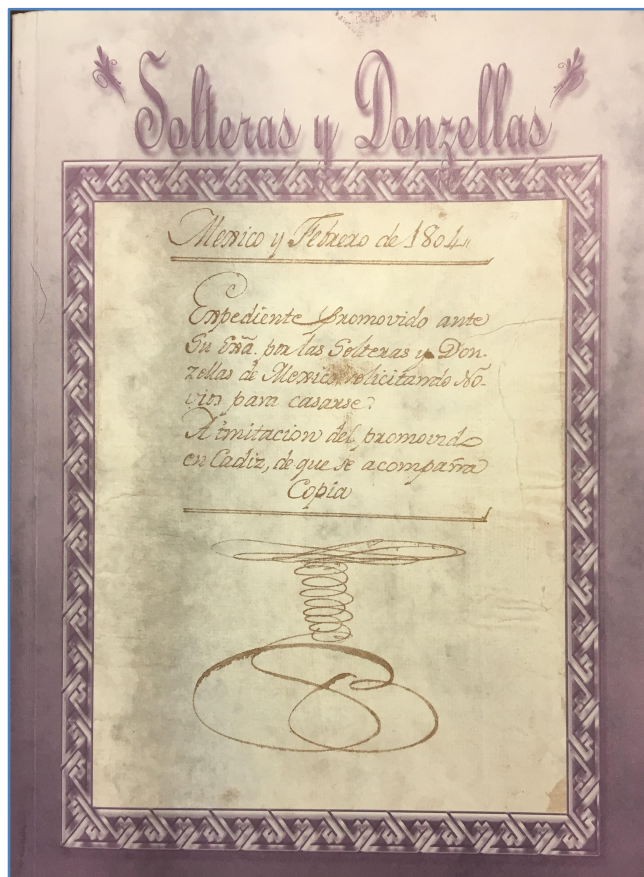 Solteras y Donzellas
Mexico y Febrero de 1804,,
Expediente promovido ante
Su Exâ. por las Solteras y Don-
zellas de Mexico, solicitando No-
vios para casarse.
A imitacion del promovido
en Cadiz, de que se acompaña
Copia